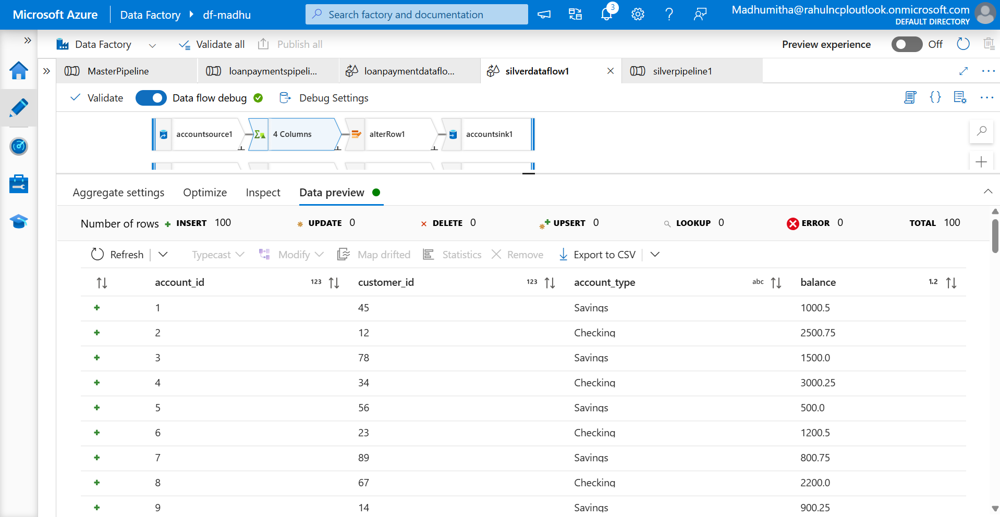 Microsoft Azure Data Factory df-madhu Search factory and documentation 3 Madhumitha@rahulncploutlook.onmicrosoft.com
DEFAULT DIRECTORY
Data Factory Validate all Publish all Preview experience Off
MasterPipeline loanpaymentspipeli... loanpaymentdataflo... silverdataflow1 silverpipeline1
Validate Data flow debug Debug Settings
accountsource1 4 Columns alterRow1 accountsink1
Aggregate settings Optimize Inspect Data preview
Number of rows INSERT 100 UPDATE 0 DELETE 0 UPSERT 0 LOOKUP 0 ERROR 0 TOTAL 100
Refresh Typecast Modify Map drifted Statistics Remove Export to CSV
account_id 123 customer_id 123 account_type abc balance 1.2
1 45 Savings 1000.5
2 12 Checking 2500.75
3 78 Savings 1500.0
4 34 Checking 3000.25
5 56 Savings 500.0
6 23 Checking 1200.5
7 89 Savings 800.75
8 67 Checking 2200.0
9 14 Savings 900.25